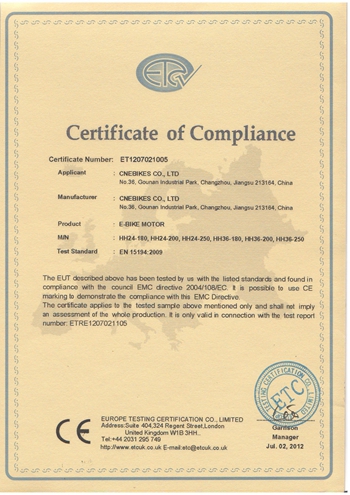 Certificate of Compliance
Certificate Number: ET1207021005
Applicant : CNEBIKES CO., LTD
No.36, Gounan Industrial Park, Changzhou, Jiangsu 213164, China
Manufacturer : CNEBIKES CO., LTD
No.36, Gounan Industrial Park, Changzhou, Jiangsu 213164, China
Product : E-BIKE MOTOR
M/N : HH24-180, HH24-200, HH24-250, HH36-180, HH36-200, HH36-250
Test Standard : EN 15194:2009
The EUT described above has been tested by us with the listed standards and found in
compliance with the council EMC directive 2004/108/EC. It is possible to use CE
marking to demonstrate the compliance with this EMC Directive.
The certificate applies to the tested sample above mentioned only and shall not imply
an assessment of the whole production. It is only valid in connection with the test report
number: ETRE1207021105
TESTING CERTIFICATION CO., LIMITED
ETC
CE
EUROPE TESTING CERTIFICATION CO., LIMITED
Address:Suite 404,324 Regent Street,London
United Kingdom W1B 3HH..
Tel:+44 2031 295 749
http://www.etcuk.co.uk E-mail:etc@etcuk.co.uk
Manager
Jul. 02, 2012